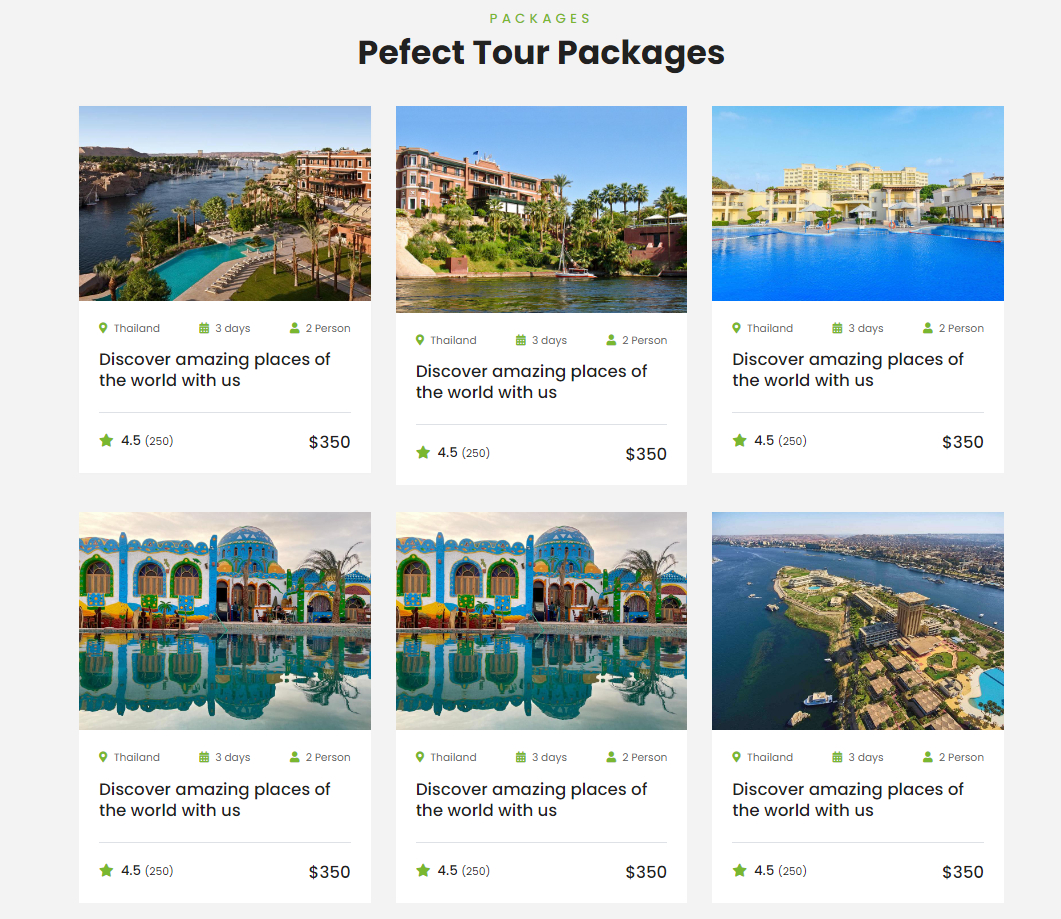 PACKAGES
Pefect Tour Packages
Thailand 3 days 2 Person
Discover amazing places of
the world with us
4.5 (250) $350
Thailand 3 days 2 Person
Discover amazing places of
the world with us
4.5 (250) $350
Thailand 3 days 2 Person
Discover amazing places of
the world with us
4.5 (250) $350
Thailand 3 days 2 Person
Discover amazing places of
the world with us
4.5 (250) $350
Thailand 3 days 2 Person
Discover amazing places of
the world with us
4.5 (250) $350
Thailand 3 days 2 Person
Discover amazing places of
the world with us
4.5 (250) $350